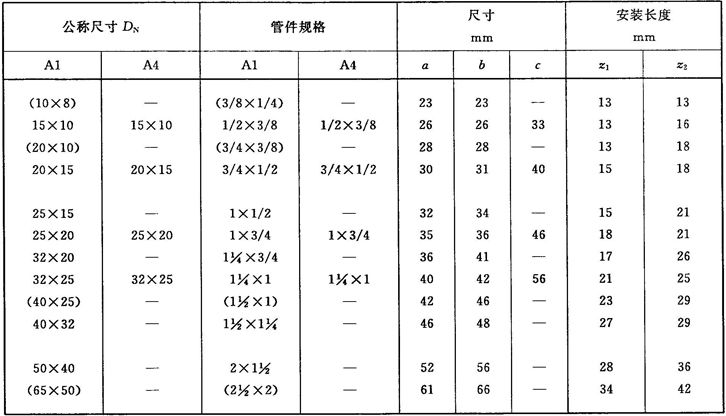 公称尺寸 DN 管件规格 尺寸 安装长度
mm mm
A1 A4 A1 A4 a b c z1 z2
(10×8) — (3/8×1/4) — 23 23 — 13 13
15×10 15×10 1/2×3/8 1/2×3/8 26 26 33 13 16
(20×10) — (3/4×3/8) — 28 28 — 13 18
20×15 20×15 3/4×1/2 3/4×1/2 30 31 40 15 18
25×15 — 1×1/2 — 32 34 — 15 21
25×20 25×20 1×3/4 1×3/4 35 36 46 18 21
32×20 — 1¼×3/4 — 36 41 — 17 26
32×25 32×25 1¼×1 1¼×1 40 42 56 21 25
(40×25) — (1½×1) — 42 46 — 23 29
40×32 — 1½×1¼ — 46 48 — 27 29
50×40 — 2×1½ — 52 56 — 28 36
(65×50) — (2½×2) — 61 66 — 34 42